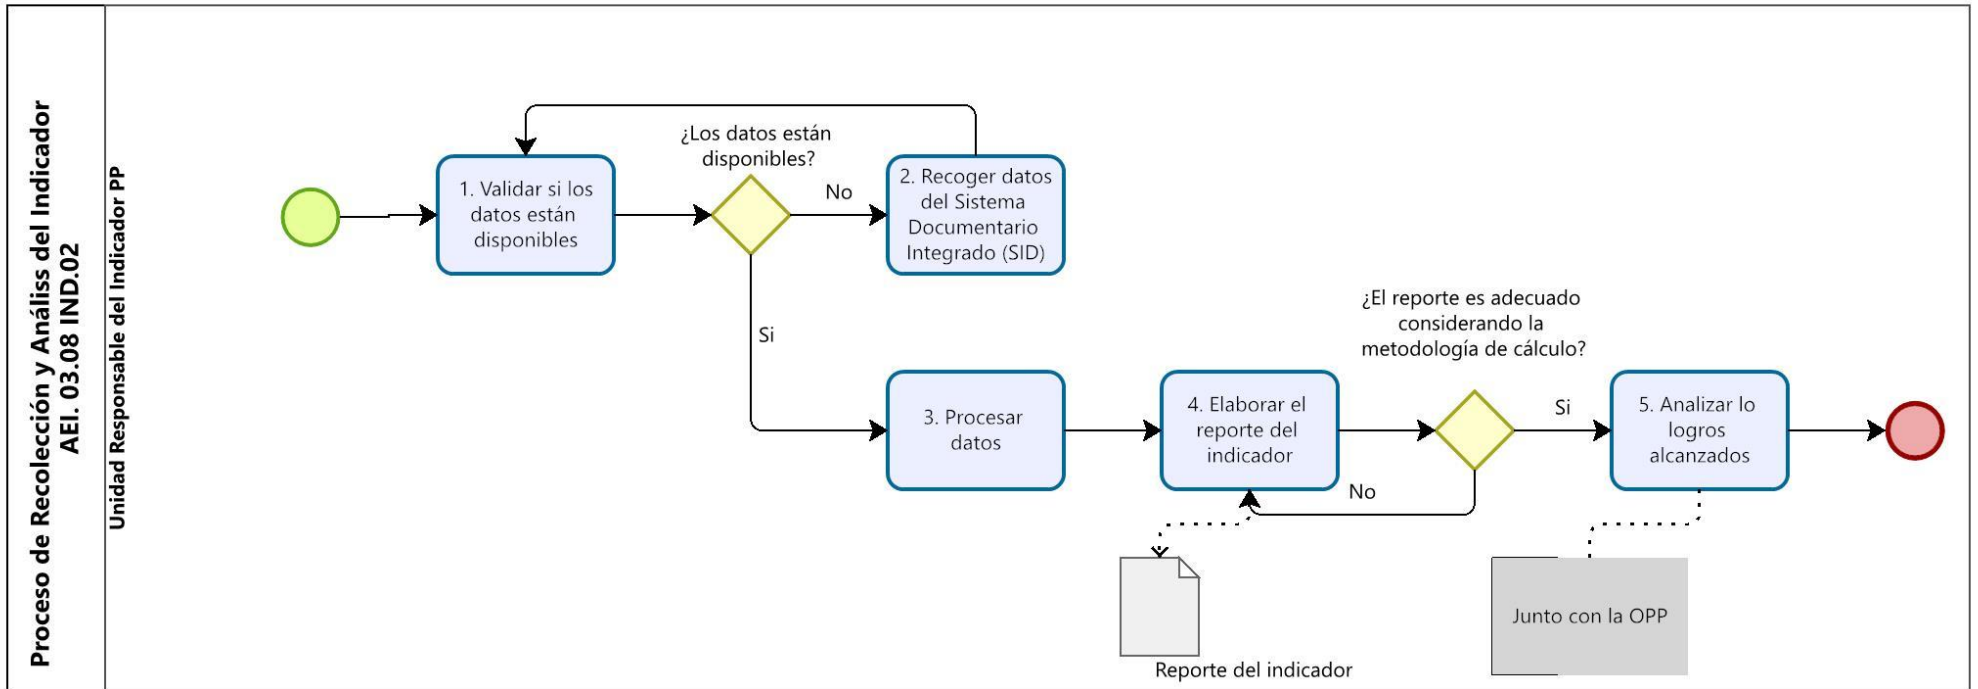 Proceso de Recolección y Análiss del Indicador
AEI. 03.08 IND.02
Unidad Responsable del Indicador PP
1. Validar si los
datos están
disponibles
¿Los datos están
disponibles?
No
2. Recoger datos
del Sistema
Documentario
Integrado (SID)
Si
3. Procesar
datos
4. Elaborar el
reporte del
indicador
¿El reporte es adecuado
considerando la
metodología de cálculo?
Si
No
5. Analizar lo
logros
alcanzados
Reporte del indicador
Junto con la OPP